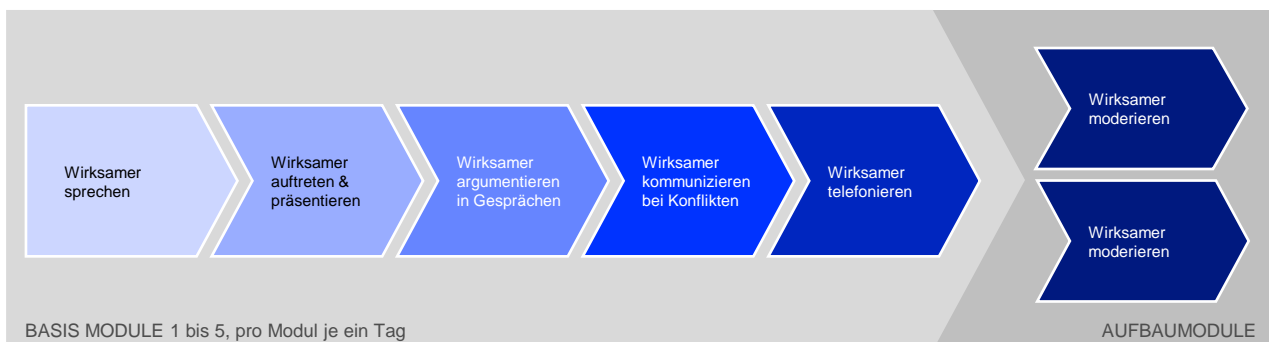 Wirksamer
sprechen
Wirksamer
auftreten &
präsentieren
Wirksamer
argumentieren
in Gesprächen
Wirksamer
kommunizieren
bei Konflikten
Wirksamer
telefonieren
Wirksamer
moderieren
Wirksamer
moderieren
BASIS MODULE 1 bis 5, pro Modul je ein Tag
AUFBAUMODULE